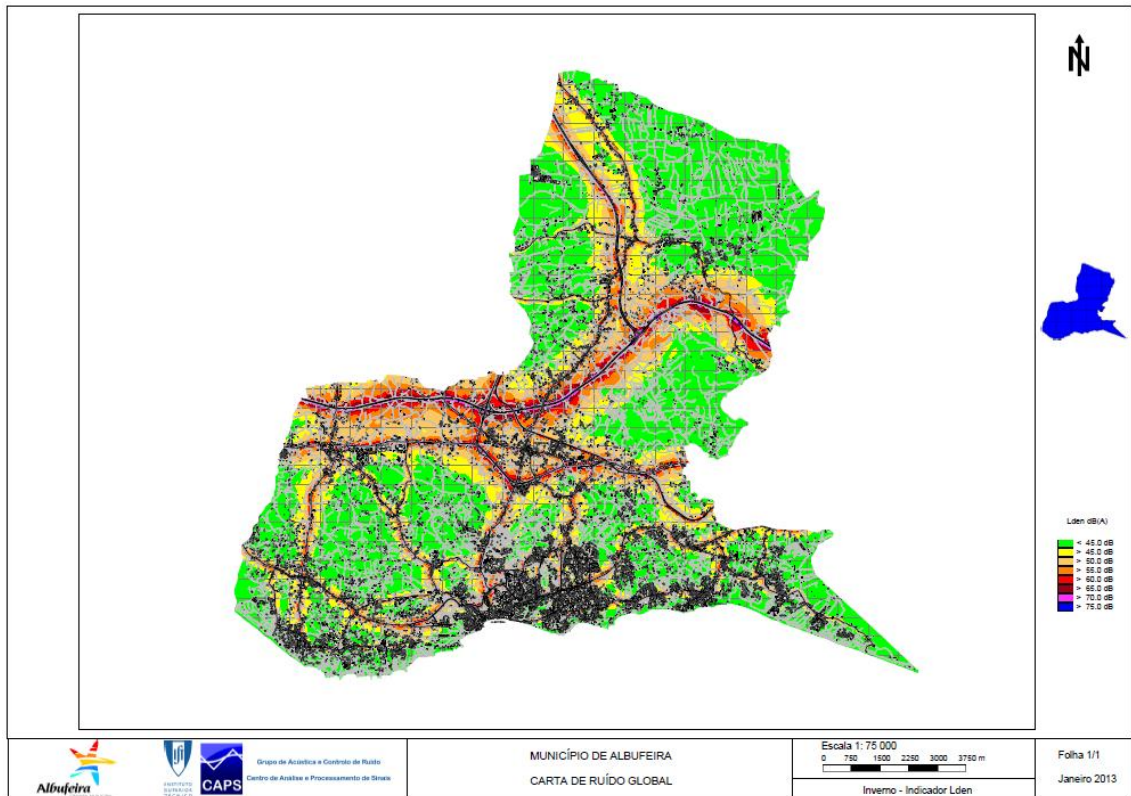 N
Lden dB(A)
< 45.0 dB
> 45.0 dB
> 50.0 dB
> 55.0 dB
> 60.0 dB
> 65.0 dB
> 70.0 dB
> 75.0 dB
Albufeira
INSTITUTO
SUPERIOR
TÉCNICO
CAPS
Grupo de Acústica e Controlo de Ruído
Centro de Análise e Processamento de Sinais
MUNICÍPIO DE ALBUFEIRA
CARTA DE RUÍDO GLOBAL
Escala 1: 75 000
0 750 1500 2250 3000 3750 m
Inverno - Indicador Lden
Folha 1/1
Janeiro 2013